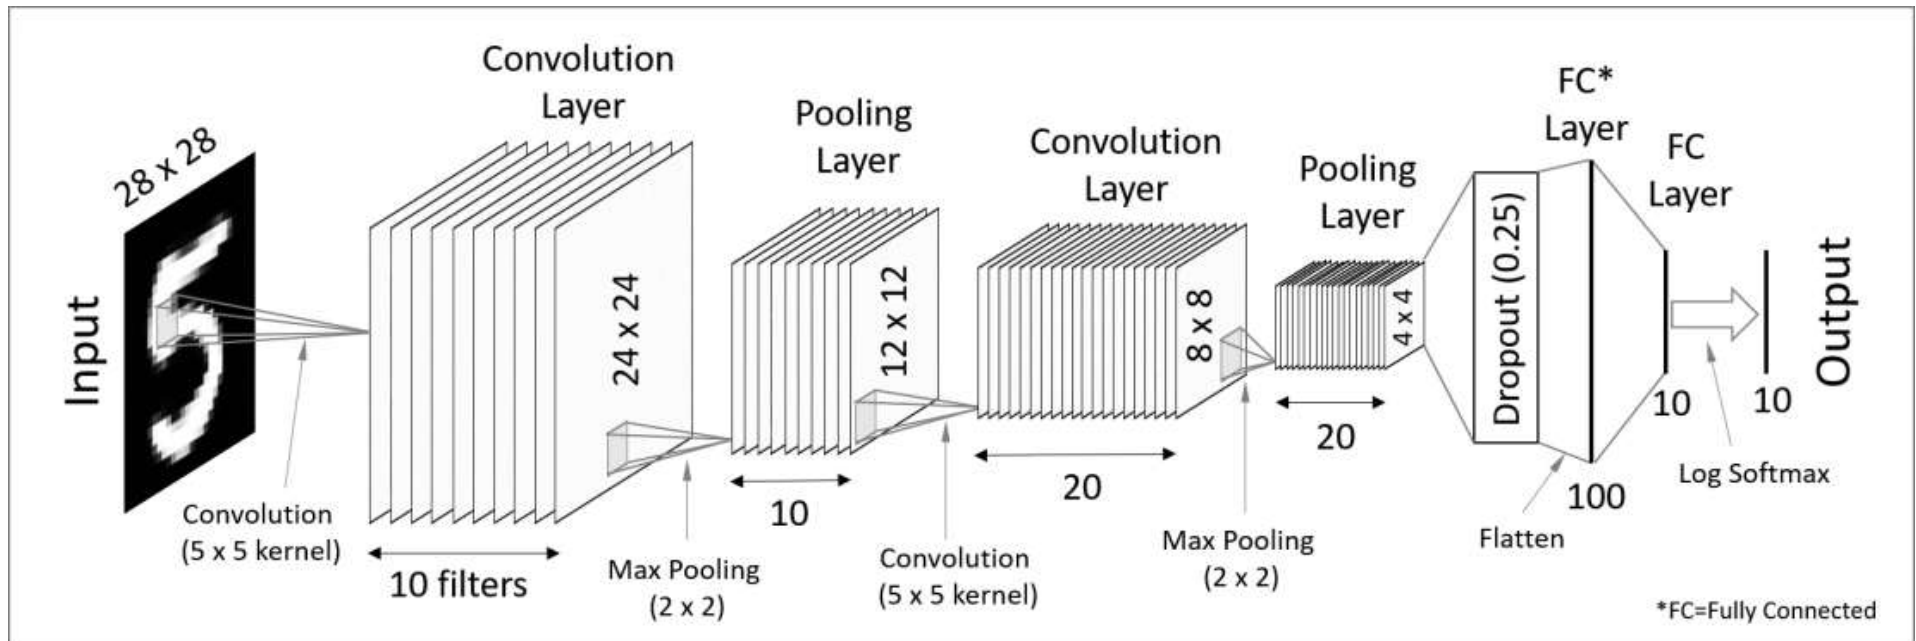 Input
28 x 28
Convolution
(5 x 5 kernel)
Convolution
Layer
24 x 24
10 filters
Max Pooling
(2 x 2)
Pooling
Layer
12 x 12
10
Convolution
(5 x 5 kernel)
Convolution
Layer
8 x 8
20
Max Pooling
(2 x 2)
Pooling
Layer
4 x 4
20
Dropout (0.25)
Flatten
FC*
Layer
100
FC
Layer
10
Log Softmax
10
Output
*FC=Fully Connected